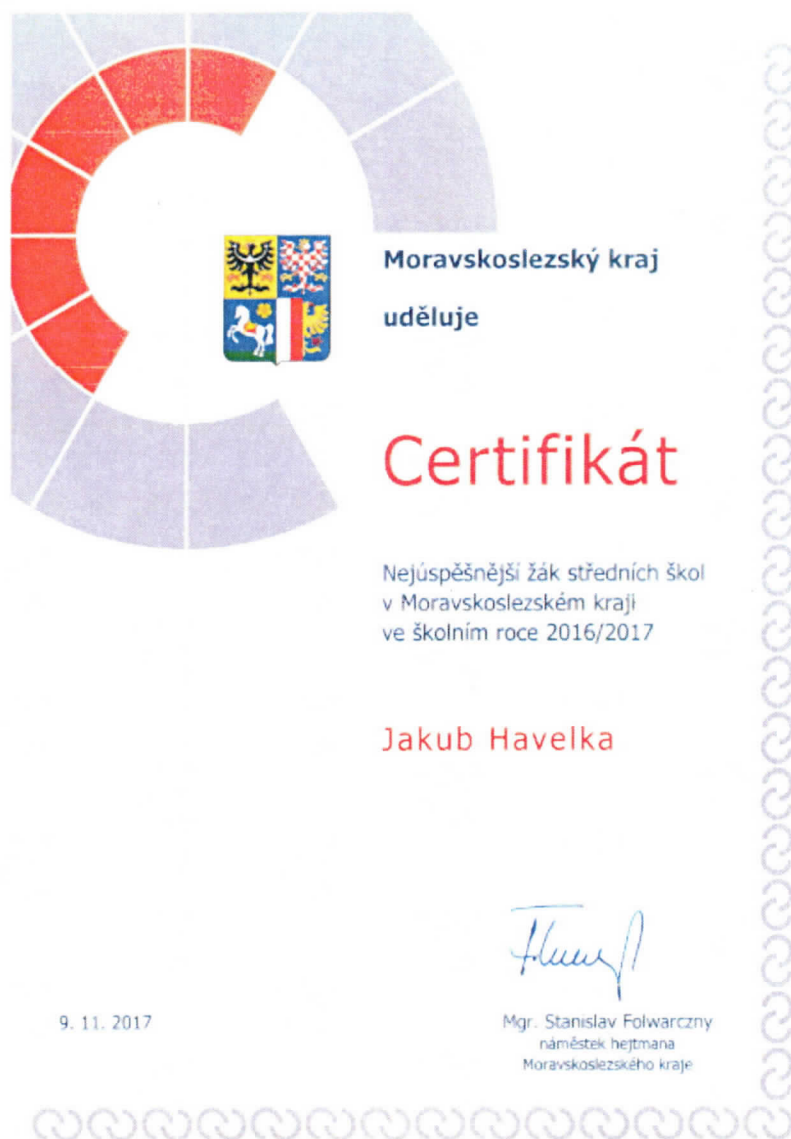 Moravskoslezský kraj
uděluje
Certifikát
Nejúspěšnější žák středních škol
v Moravskoslezském kraji
ve školním roce 2016/2017
Jakub Havelka
9. 11. 2017
Mgr. Stanislav Folwarczny
náměstek hejtmana
Moravskoslezského kraje